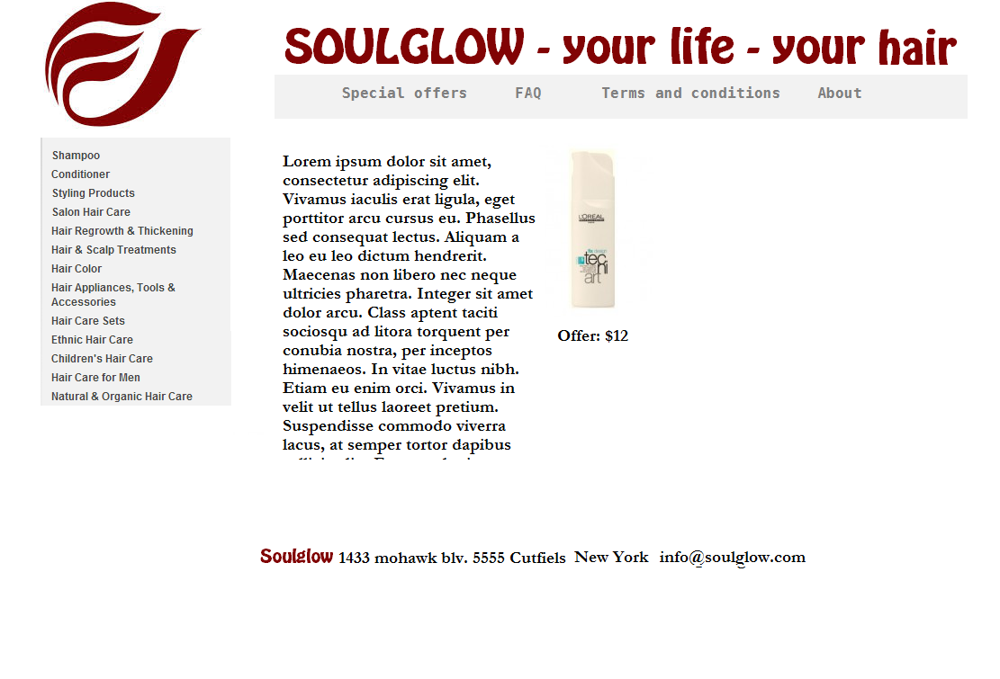 SOULGLOW - your life - your hair
Special offers FAQ Terms and conditions About
Shampoo
Conditioner
Styling Products
Salon Hair Care
Hair Regrowth & Thickening
Hair & Scalp Treatments
Hair Color
Hair Appliances, Tools &
Accessories
Hair Care Sets
Ethnic Hair Care
Children's Hair Care
Hair Care for Men
Natural & Organic Hair Care
Lorem ipsum dolor sit amet,
consectetur adipiscing elit.
Vivamus iaculis erat ligula, eget
porttitor arcu cursus eu. Phasellus
sed consequat lectus. Aliquam a
leo eu leo dictum hendrerit.
Maecenas non libero nec neque
ultricies pharetra. Integer sit amet
dolor arcu. Class aptent taciti
sociosqu ad litora torquent per
conubia nostra, per inceptos
himenaeos. In vitae luctus nibh.
Etiam eu enim orci. Vivamus in
velit ut tellus laoreet pretium.
Suspendisse commodo viverra
lacus, at semper tortor dapibus
L'OREAL
tec
ni
art
Offer: $12
Soulglow 1433 mohawk blv. 5555 Cutfiels New York info@soulglow.com